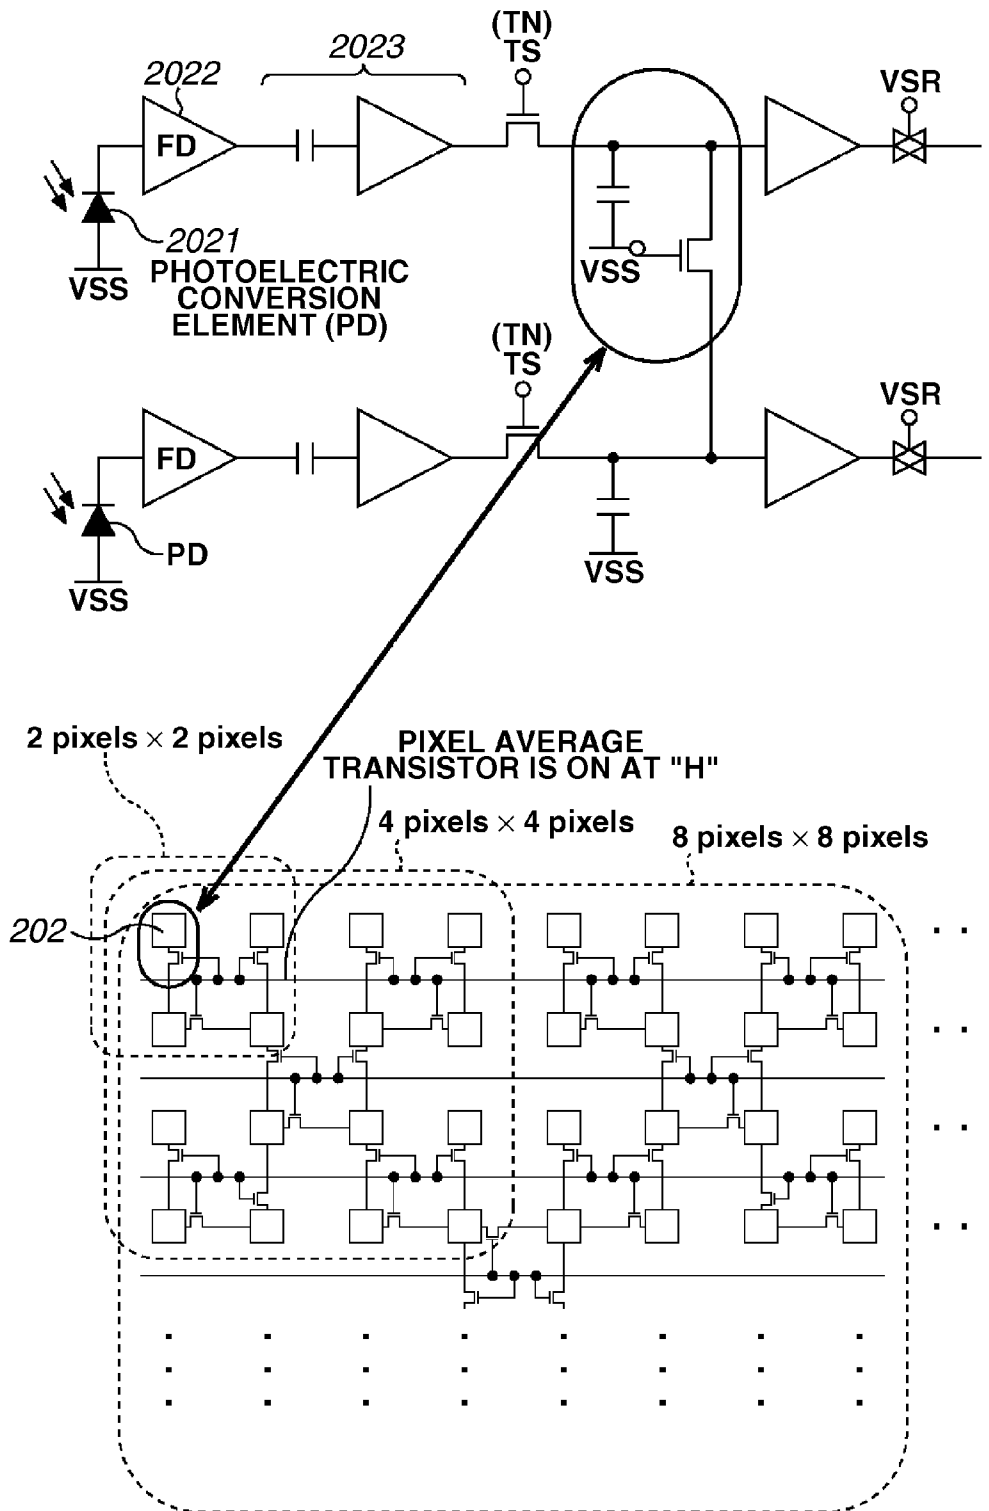 (TN)
TS
2023
2022
VSR
FD
2021
VSS
VSS
PHOTOELECTRIC
CONVERSION
ELEMENT (PD)
(TN)
TS
VSR
FD
PD
VSS
VSS
2 pixels × 2 pixels
PIXEL AVERAGE
TRANSISTOR IS ON AT "H"
4 pixels × 4 pixels
8 pixels × 8 pixels
202